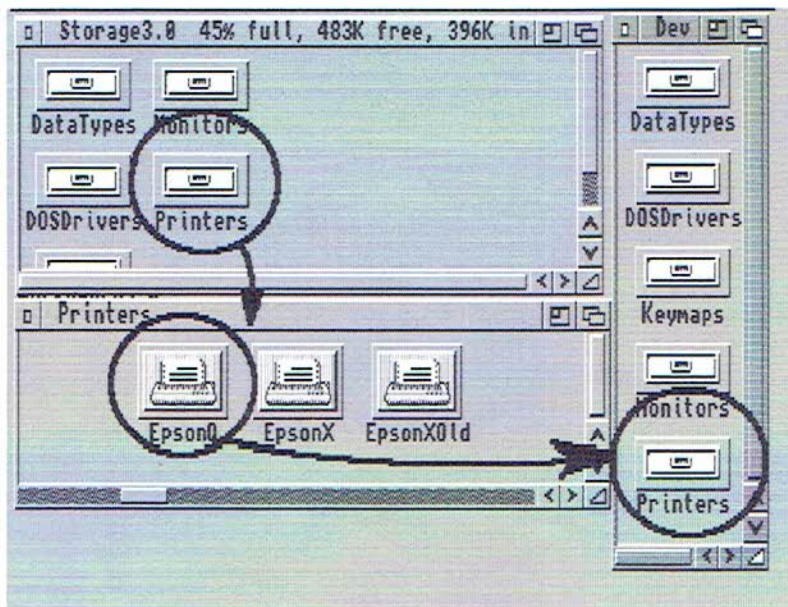 Storage3.0 45% full, 483K free, 396K in
DataTypes Monitors
DOSDrivers Printers
Printers
EpsonQ EpsonX EpsonXOld
Dev
DataTypes
DOSDrivers
Keymaps
Monitors
Printers